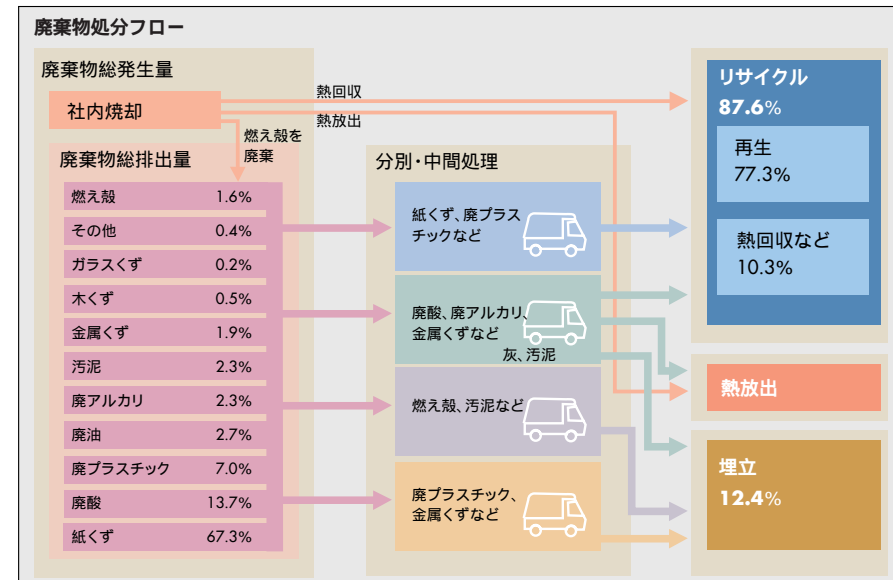 廃棄物処分フロー
廃棄物総発生量
社内焼却
熱回収
熱放出
燃え殻を
廃棄
廃棄物総排出量
燃え殻 1.6%
その他 0.4%
ガラスくず 0.2%
木くず 0.5%
金属くず 1.9%
汚泥 2.3%
廃アルカリ 2.3%
廃油 2.7%
廃プラスチック 7.0%
廃酸 13.7%
紙くず 67.3%
分別・中間処理
紙くず、廃プラス
チックなど
廃酸、廃アルカリ、
金属くずなど
灰、汚泥
燃え殻、汚泥など
廃プラスチック、
金属くずなど
リサイクル
87.6%
再生
77.3%
熱回収など
10.3%
熱放出
埋立
12.4%